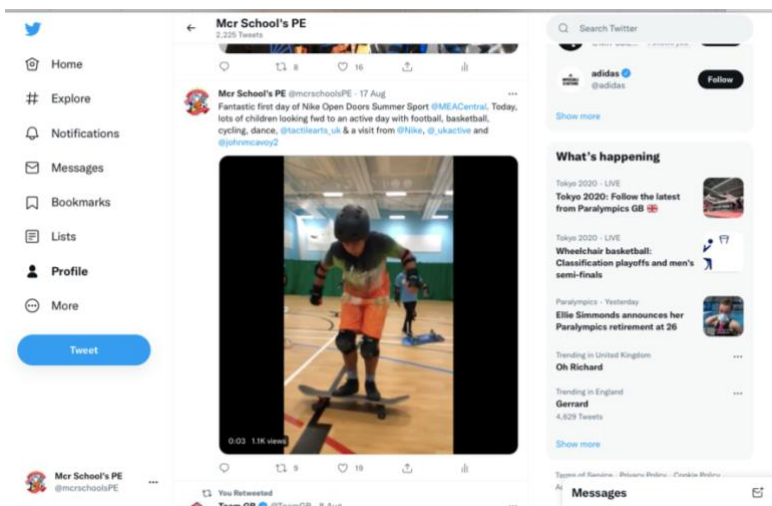 Home
Explore
Notifications
Messages
Bookmarks
Lists
Profile
More
Tweet
Mcr School's PE
@mcrschoolsPE
Mcr School's PE
2,225 Tweets
8
16
Mcr School's PE @mcrschoolsPE · 17 Aug
Fantastic first day of Nike Open Doors Summer Sport @MEACentral. Today,
lots of children looking fwd to an active day with football, basketball,
cycling, dance, @tactilearts_uk & a visit from @Nike, @_ukactive and
@johnmcavoy2
0:03 1.1K views
9
19
You Retweeted
Team GB @TeamGB · 8 Aug
Search Twitter
adidas
@adidas
Follow
Show more
What's happening
Tokyo 2020 · LIVE
Tokyo 2020: Follow the latest
from Paralympics GB
Tokyo 2020 · LIVE
Wheelchair basketball:
Classification playoffs and men's
semi-finals
Paralympics · Yesterday
Ellie Simmonds announces her
Paralympics retirement at 26
Trending in United Kingdom
Oh Richard
Trending in England
Gerrard
4,629 Tweets
Show more
Terms of Service Privacy Policy Cookie Policy
Messages